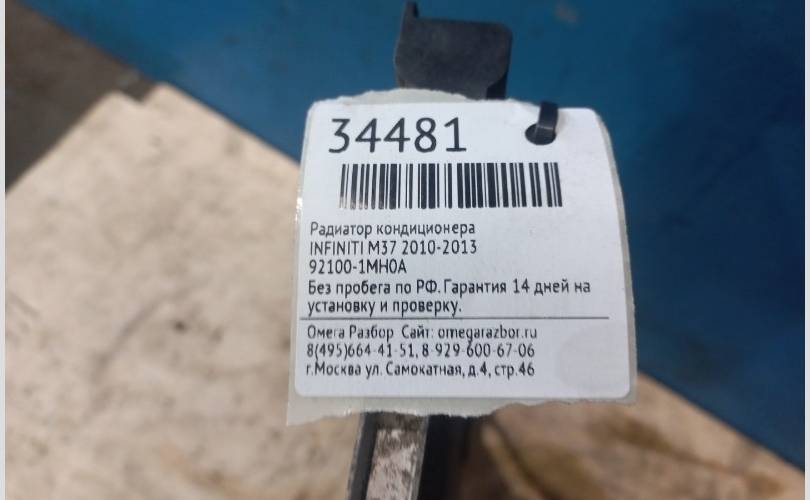 34481
Радиатор кондиционера
INFINITI M37 2010-2013
92100-1MH0A
Без пробега по РФ. Гарантия 14 дней на
установку и проверку.
Омега Разбор Сайт: omegarazbor.ru
8(495)664-41-51, 8-929-600-67-06
г.Москва ул. Самокатная, д.4, стр.46